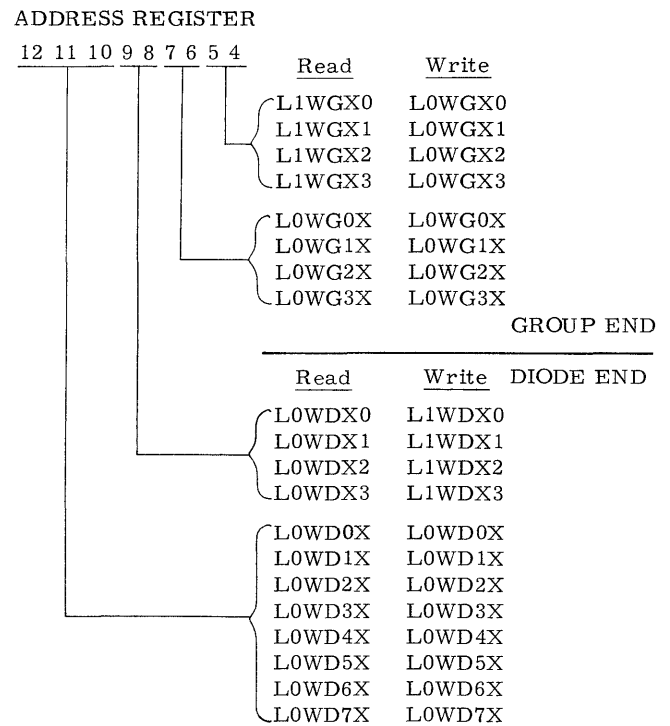 ADDRESS REGISTER
12 11 10 9 8 7 6 5 4
Read Write
L1WGX0 L0WGX0
L1WGX1 L0WGX1
L1WGX2 L0WGX2
L1WGX3 L0WGX3
L0WG0X L0WG0X
L0WG1X L0WG1X
L0WG2X L0WG2X
L0WG3X L0WG3X
GROUP END
Read Write DIODE END
L0WDX0 L1WDX0
L0WDX1 L1WDX1
L0WDX2 L1WDX2
L0WDX3 L1WDX3
L0WD0X L0WD0X
L0WD1X L0WD1X
L0WD2X L0WD2X
L0WD3X L0WD3X
L0WD4X L0WD4X
L0WD5X L0WD5X
L0WD6X L0WD6X
L0WD7X L0WD7X